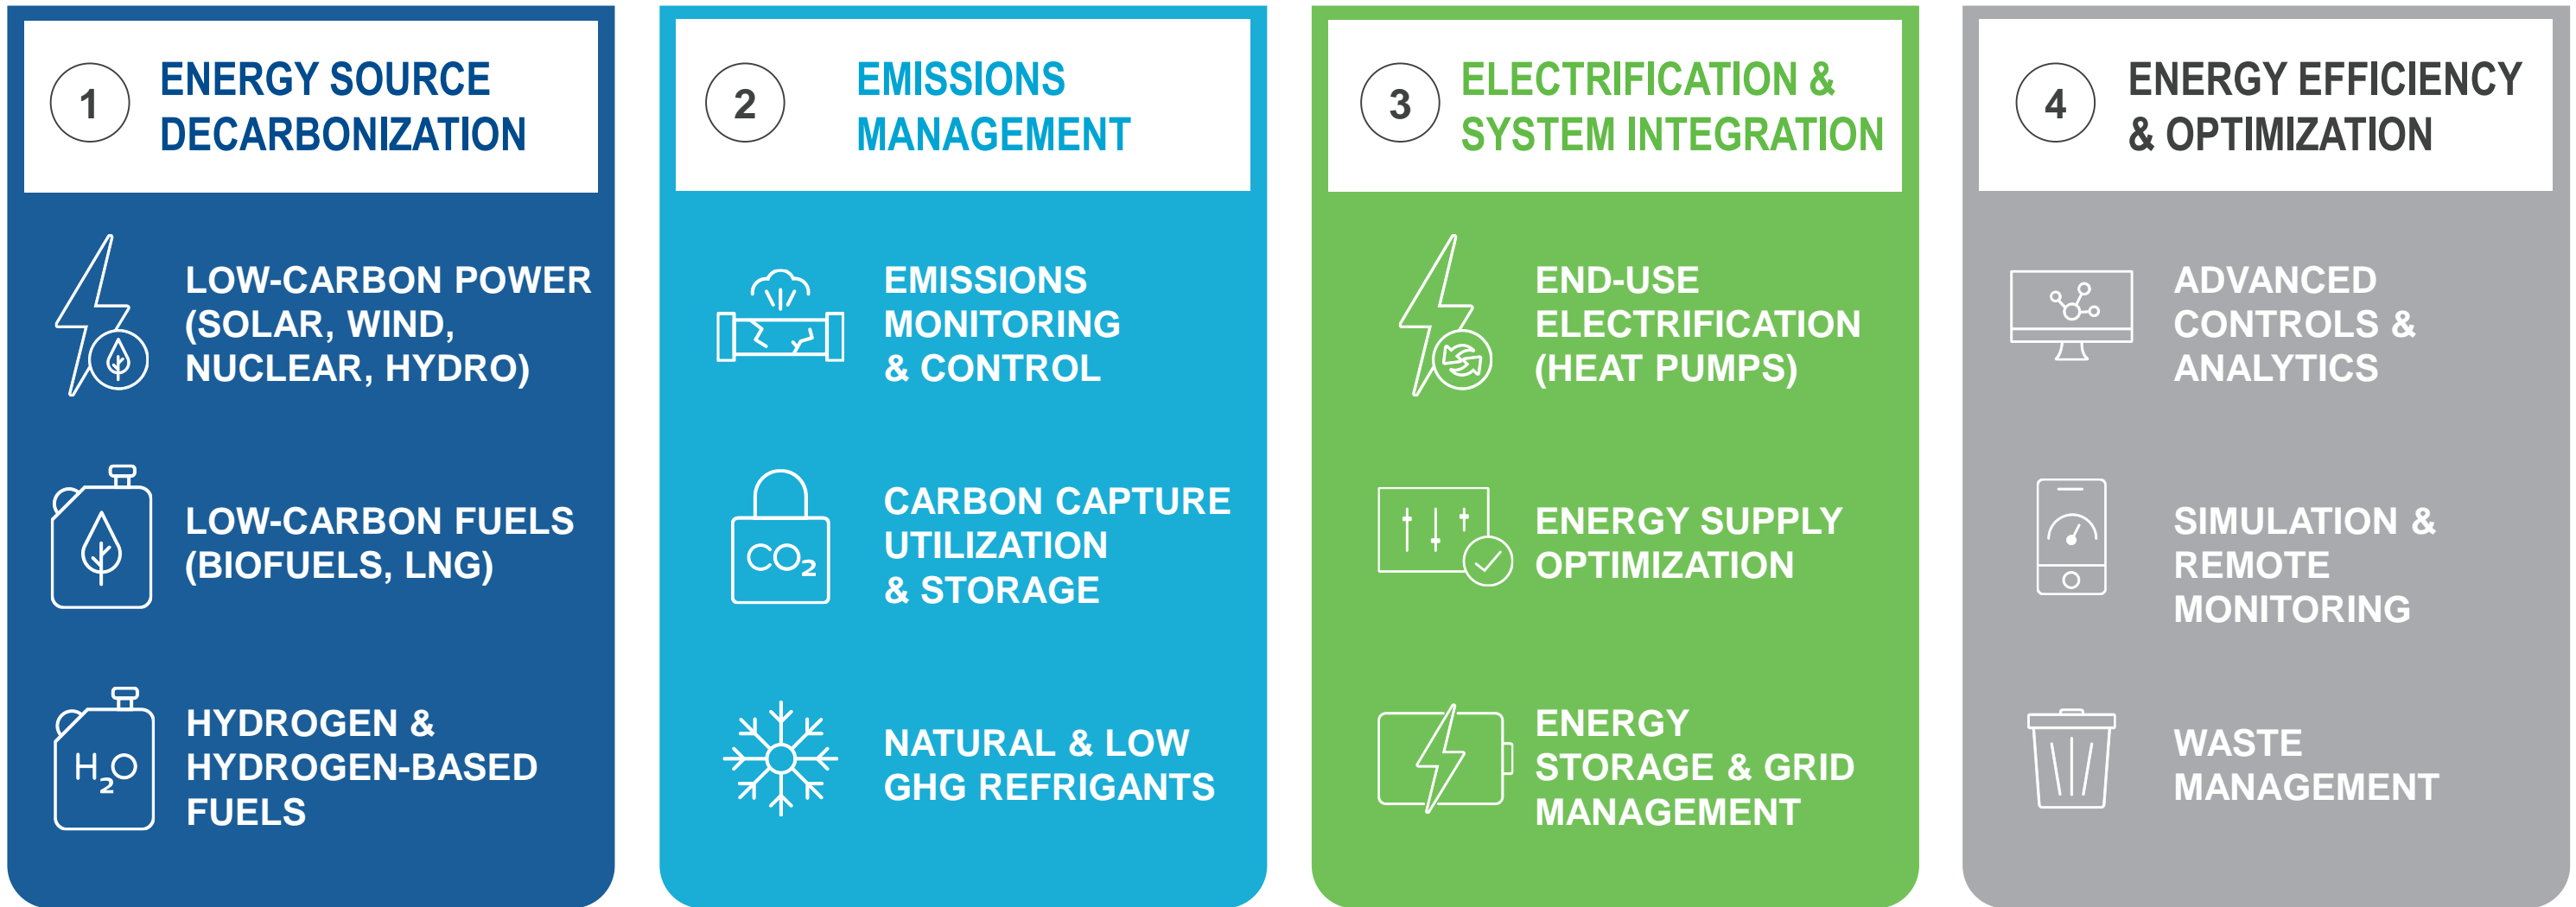 1
ENERGY SOURCE
DECARBONIZATION
LOW-CARBON POWER
(SOLAR, WIND,
NUCLEAR, HYDRO)
LOW-CARBON FUELS
(BIOFUELS, LNG)
H2O
HYDROGEN &
HYDROGEN-BASED
FUELS
2
EMISSIONS
MANAGEMENT
EMISSIONS
MONITORING
& CONTROL
CO2
CARBON CAPTURE
UTILIZATION
& STORAGE
NATURAL & LOW
GHG REFRIGANTS
3
ELECTRIFICATION &
SYSTEM INTEGRATION
END-USE
ELECTRIFICATION
(HEAT PUMPS)
ENERGY SUPPLY
OPTIMIZATION
ENERGY
STORAGE & GRID
MANAGEMENT
4
ENERGY EFFICIENCY
& OPTIMIZATION
ADVANCED
CONTROLS &
ANALYTICS
SIMULATION &
REMOTE
MONITORING
WASTE
MANAGEMENT